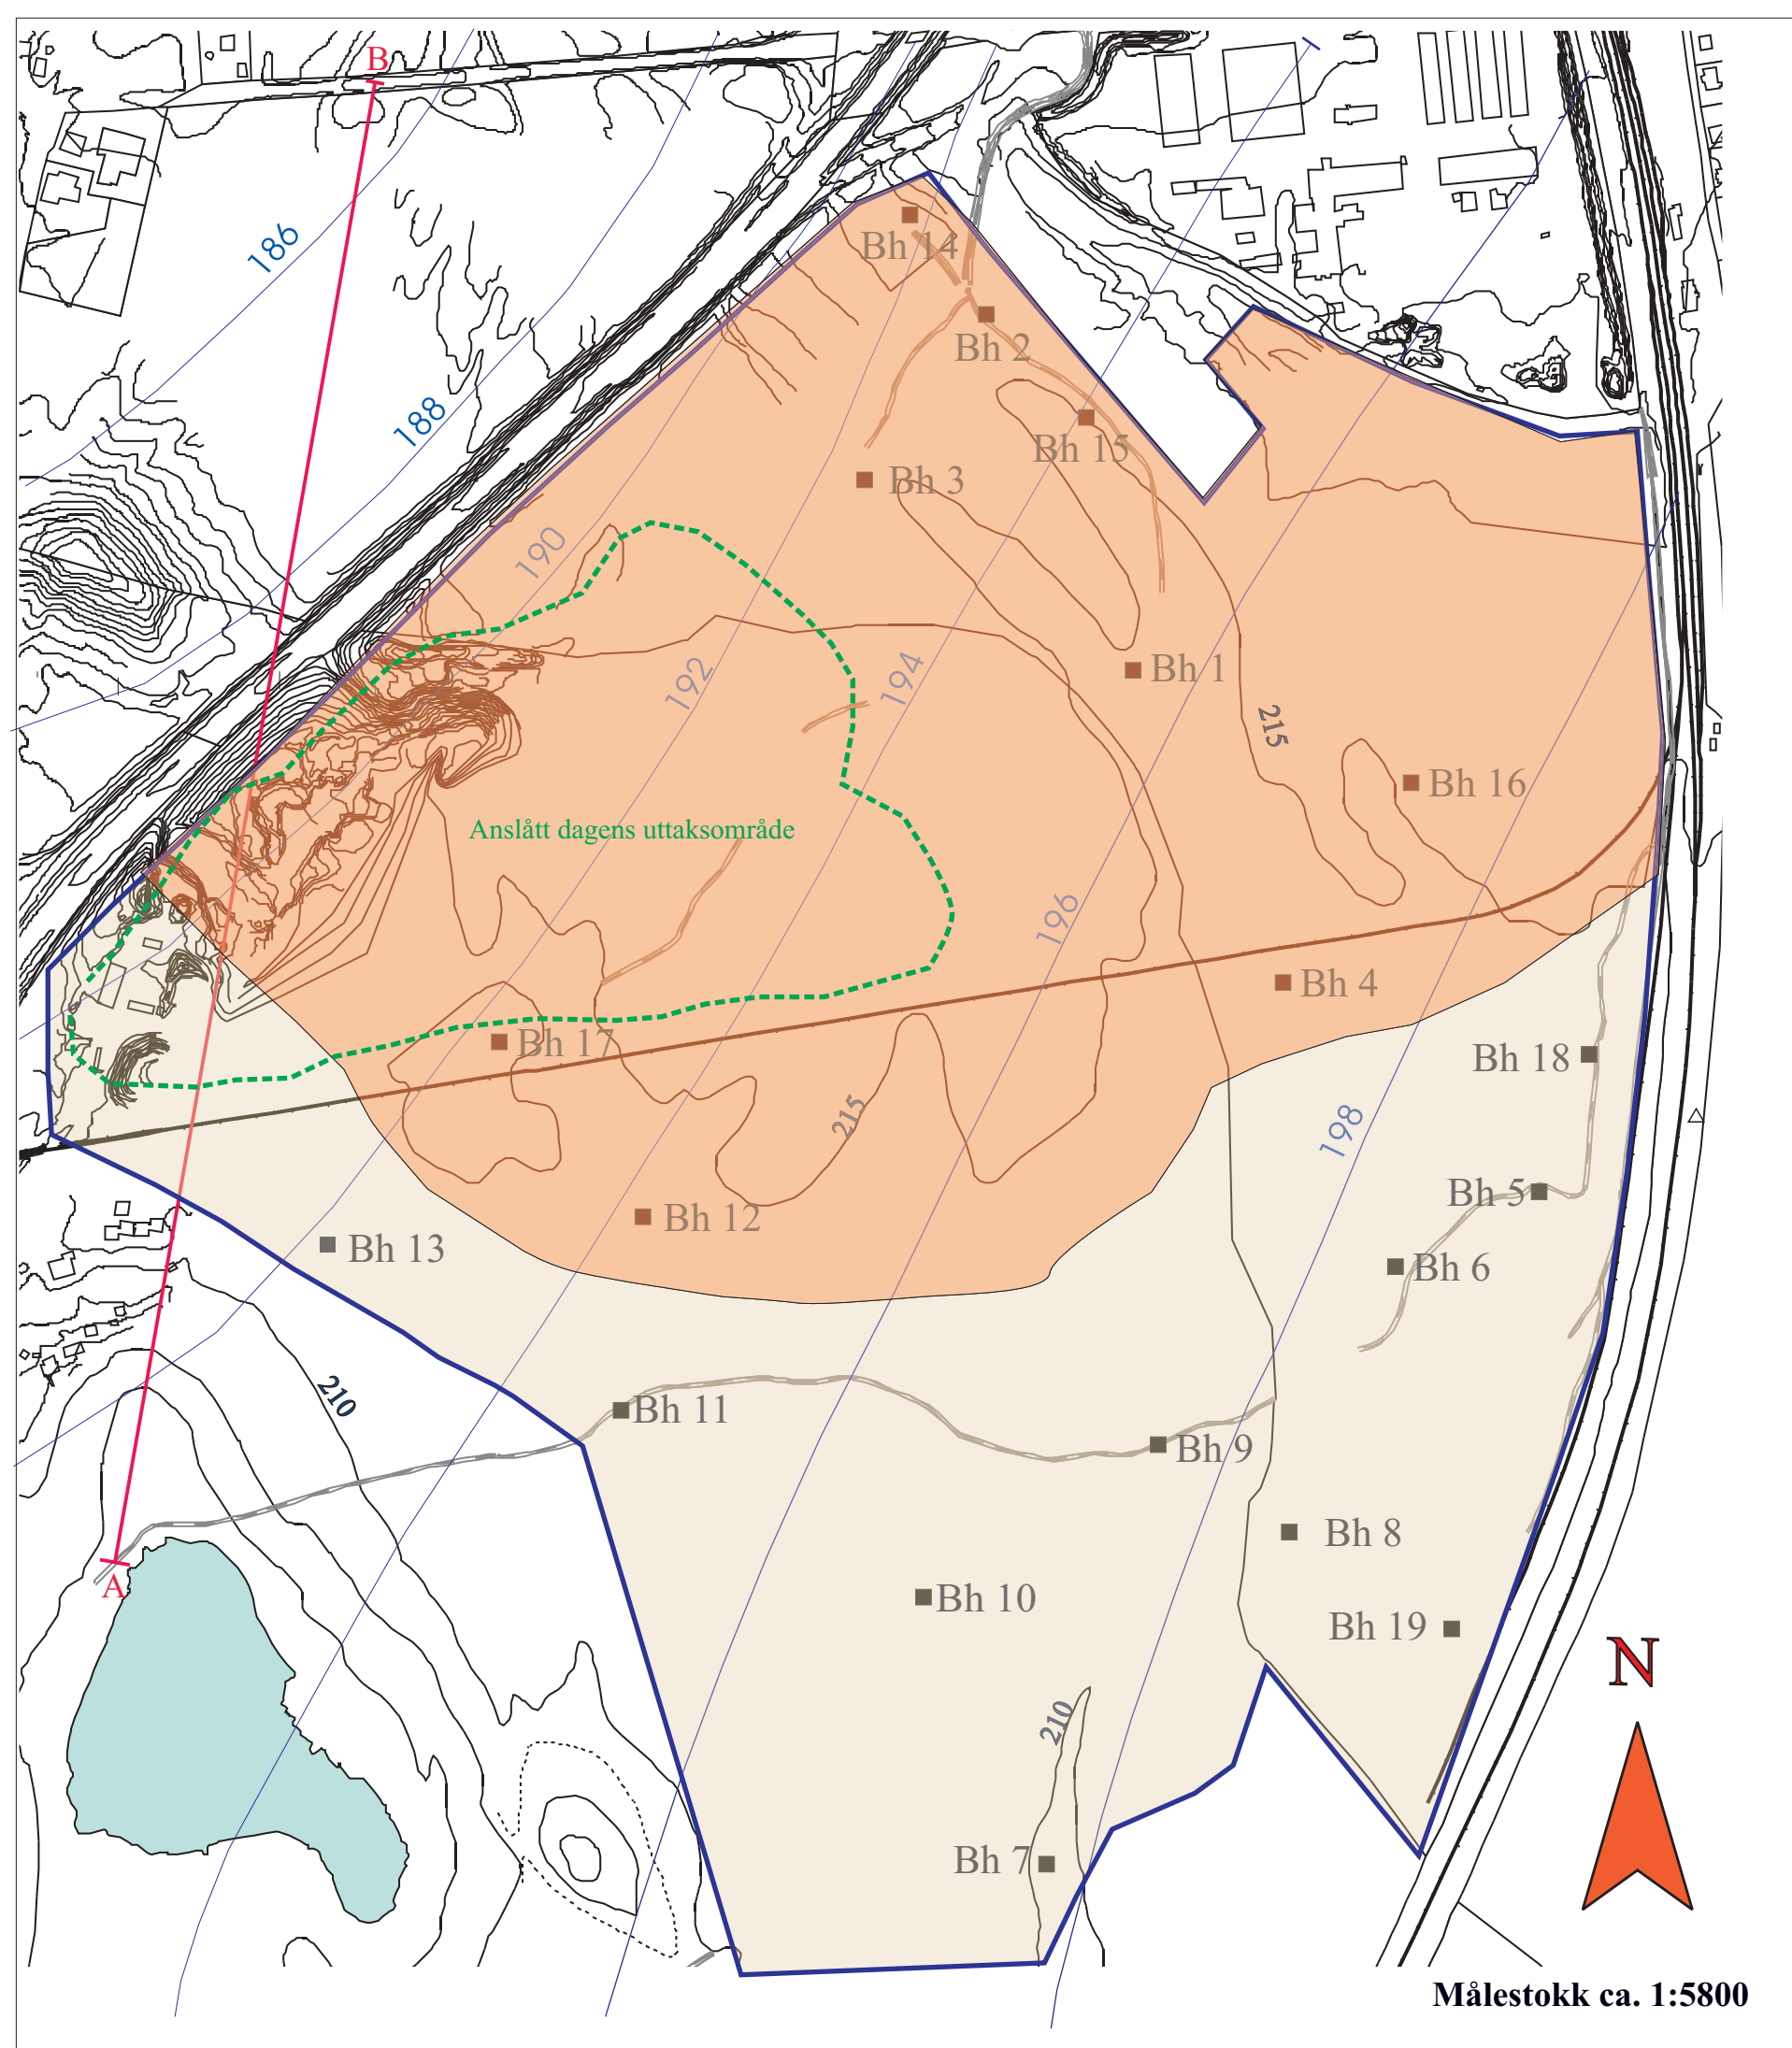 B
186
Bh 14
Bh 2
188
Bh 15
Bh 3
190
Bh 1
192
194
215
Bh 16
Anslått dagens uttaksområde
196
Bh 4
Bh 17
Bh 18
215
198
Bh 5
Bh 12
Bh 13
Bh 6
210
Bh 11
Bh 9
Bh 8
A
Bh 10
Bh 19
N
210
Bh 7
Målestokk ca. 1:5800